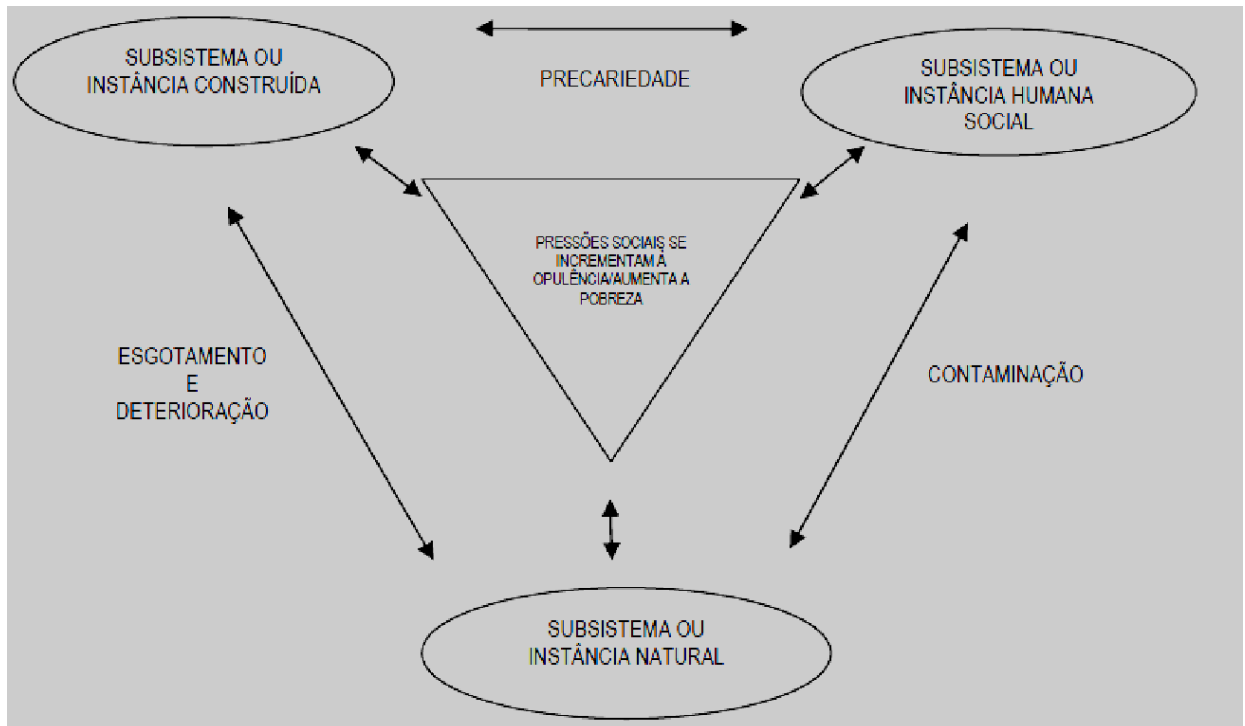 SUBSISTEMA OU
INSTÂNCIA CONSTRUÍDA
PRECARIEDADE
SUBSISTEMA OU
INSTÂNCIA HUMANA
SOCIAL
PRESSÕES SOCIAIS SE
INCREMENTAM À
OPULÊNCIA/AUMENTA A
POBREZA
ESGOTAMENTO
E
DETERIORAÇÃO
CONTAMINAÇÃO
SUBSISTEMA OU
INSTÂNCIA NATURAL